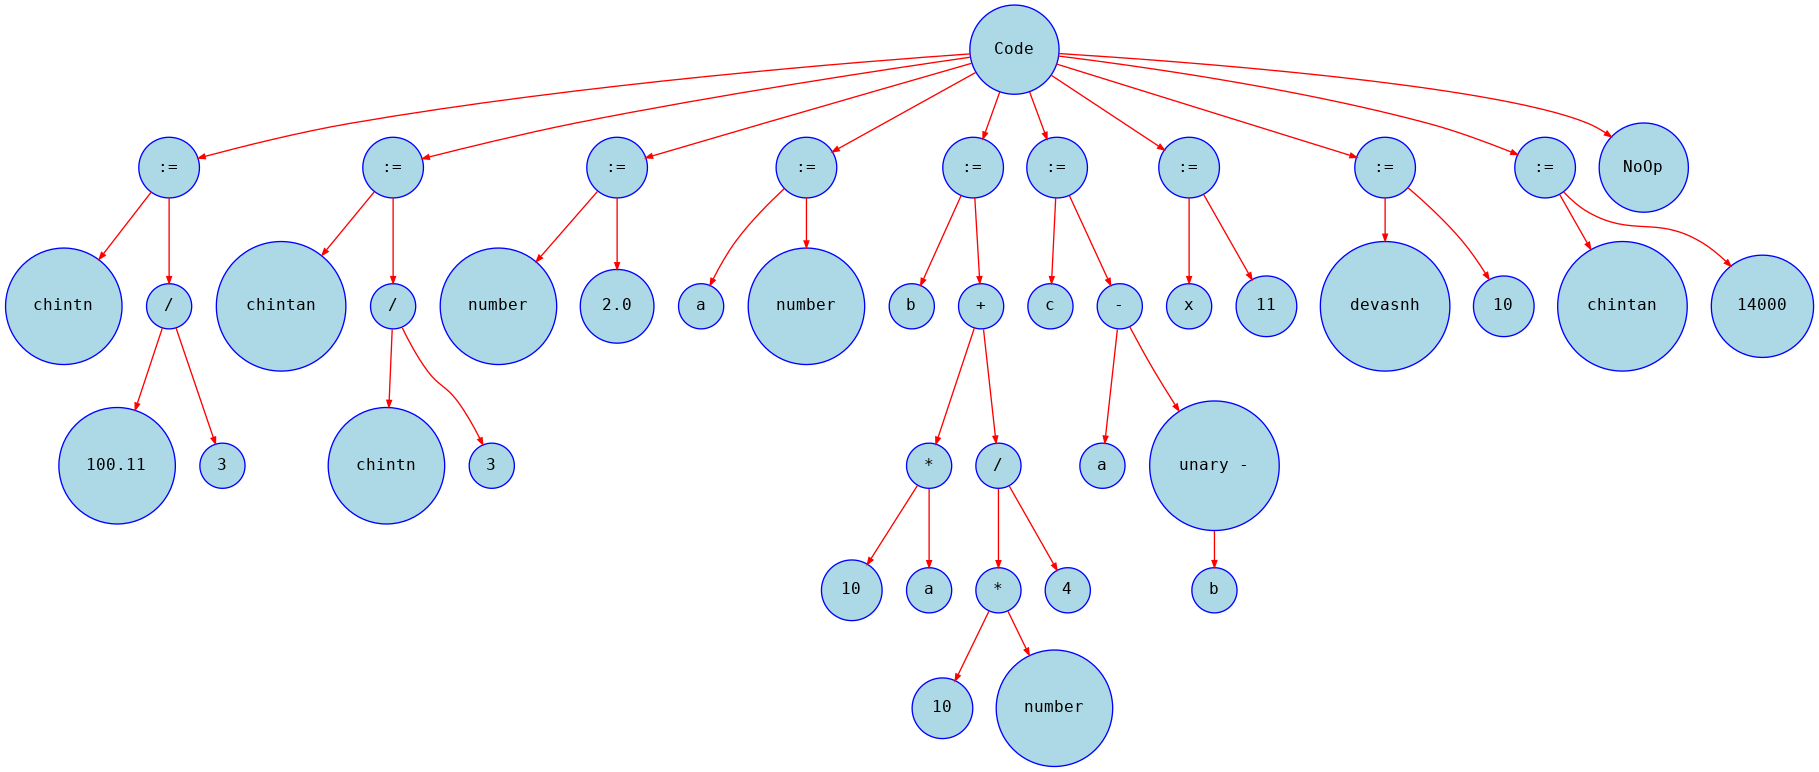 Code
:= := := := := := := := := NoOp
chintn / chintan / number 2.0 a number b + c - x 11 devasnh 10 chintan 14000
100.11 3 chintn 3 * / a unary -
10 a * 4 b
10 number